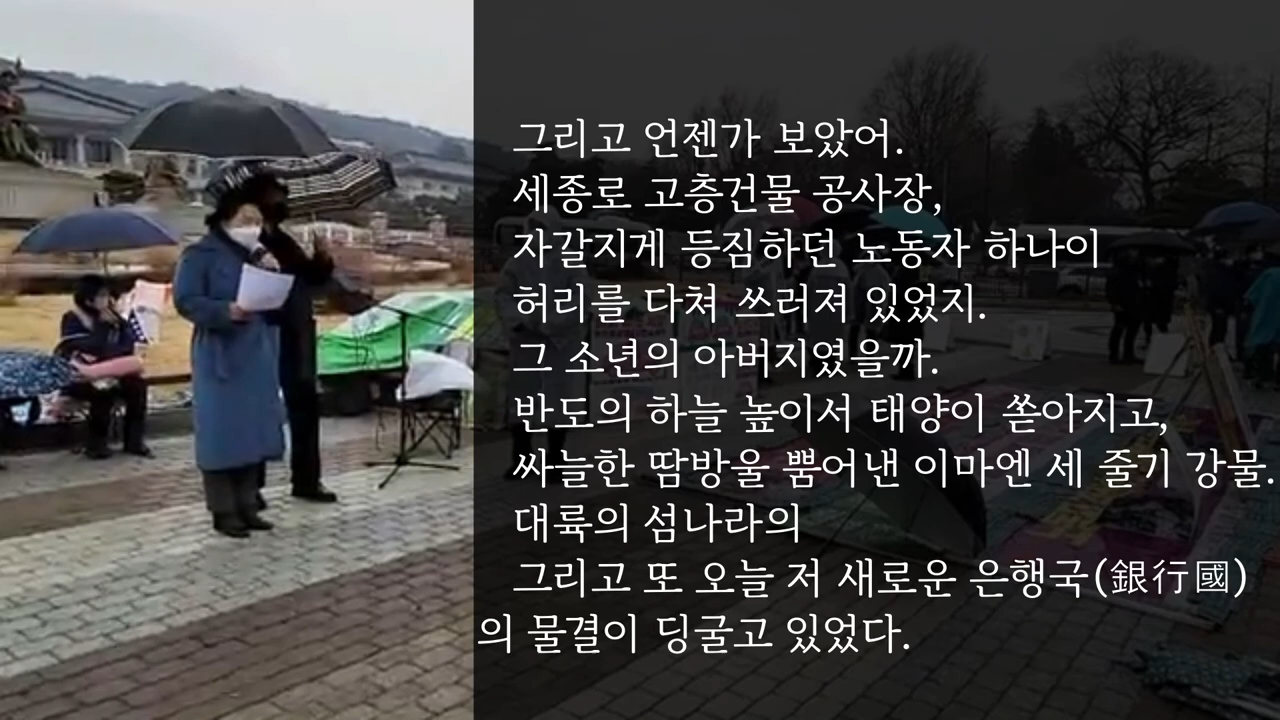 그리고 언젠가 보았어.
세종로 고층건물 공사장,
자갈지게 등짐하던 노동자 하나이
허리를 다쳐 쓰러져 있었지.
그 소년의 아버지였을까.
반도의 하늘 높이서 태양이 쏟아지고,
싸늘한 땀방울 뿜어낸 이마엔 세 줄기 강물.
대륙의 섬나라의
그리고 또 오늘 저 새로운 은행국(銀行國)
의 물결이 딩굴고 있었다.